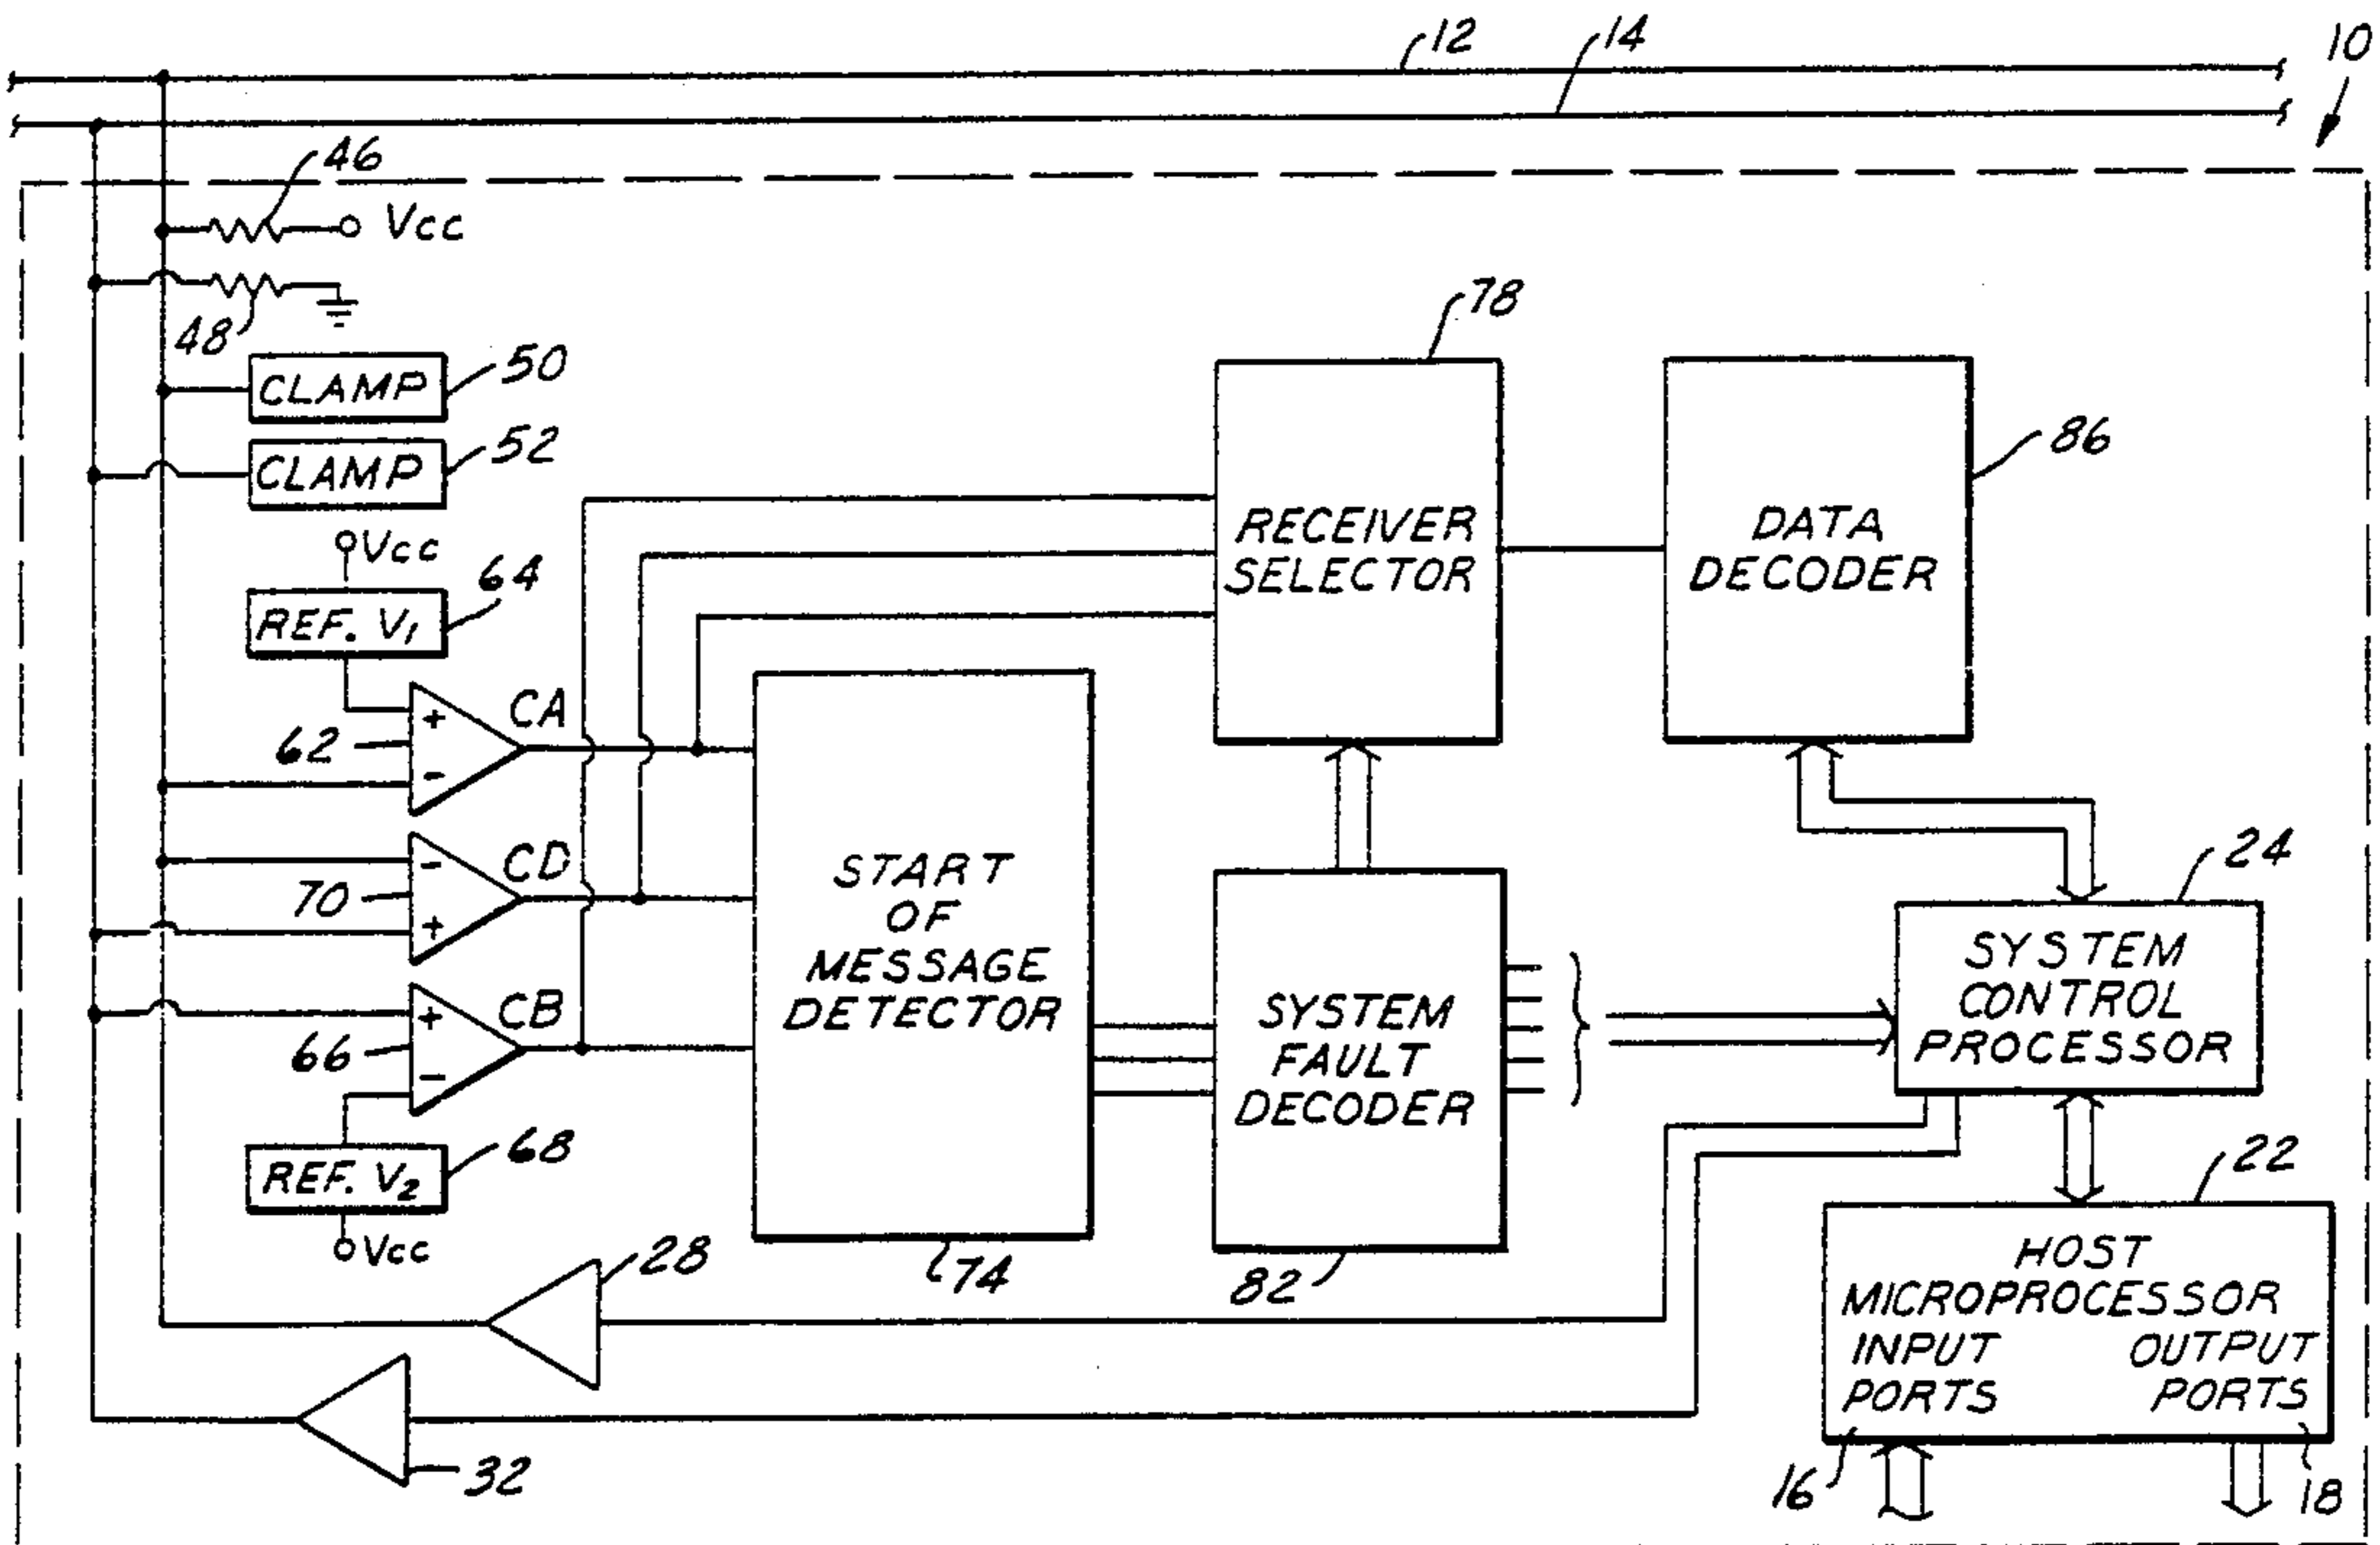 12
14
10
46
Vcc
48
CLAMP
50
CLAMP
52
Vcc
REF. V1
64
62
+
-
CA
70
-
+
CD
66
+
-
CB
REF. V2
68
Vcc
28
32
START
OF
MESSAGE
DETECTOR
74
78
RECEIVER
SELECTOR
DATA
DECODER
86
SYSTEM
FAULT
DECODER
82
24
SYSTEM
CONTROL
PROCESSOR
22
HOST
MICROPROCESSOR
INPUT
PORTS
OUTPUT
PORTS
16
18